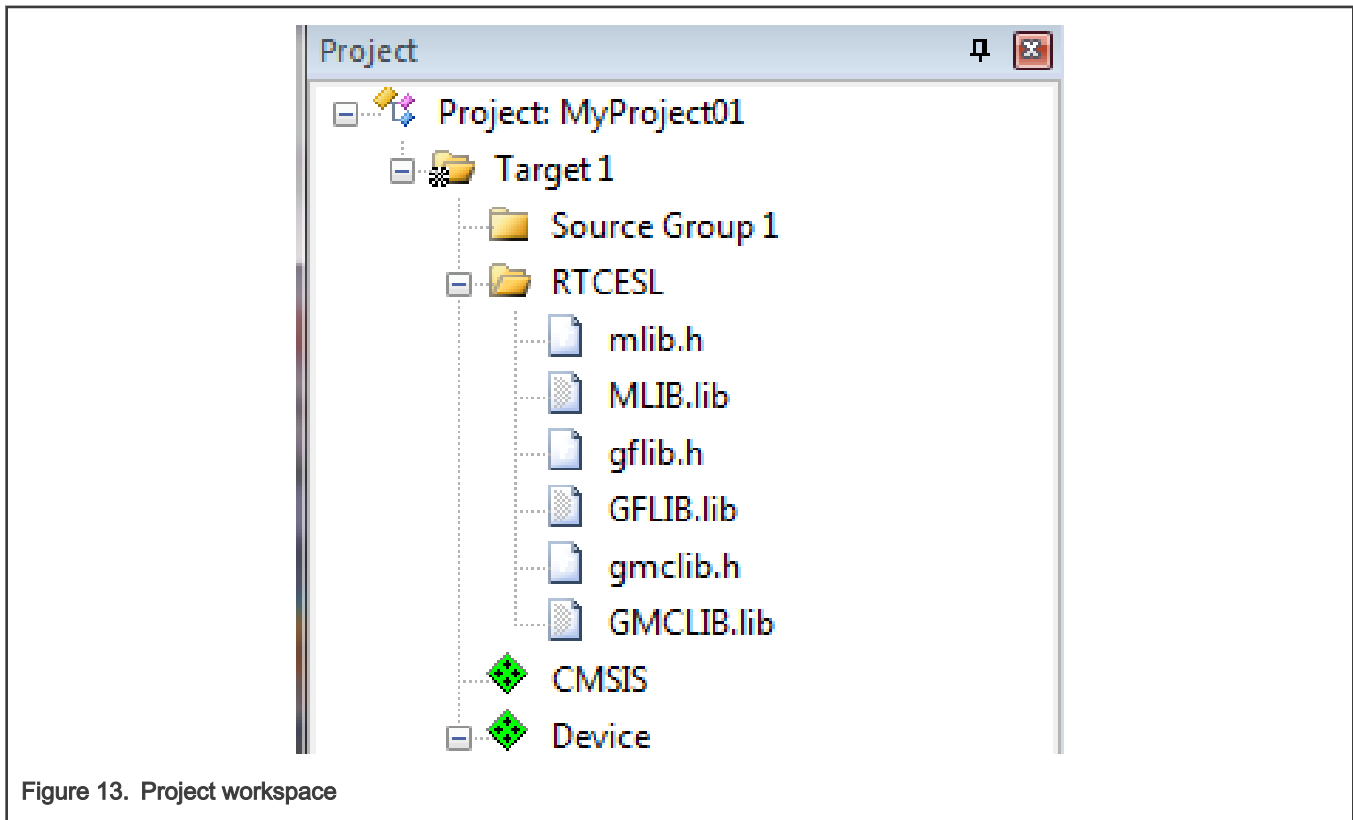 Project
Project: MyProject01
Target 1
Source Group 1
RTCESL
mlib.h
MLIB.lib
gflib.h
GFLIB.lib
gmclib.h
GMCLIB.lib
CMSIS
Device
Figure 13. Project workspace